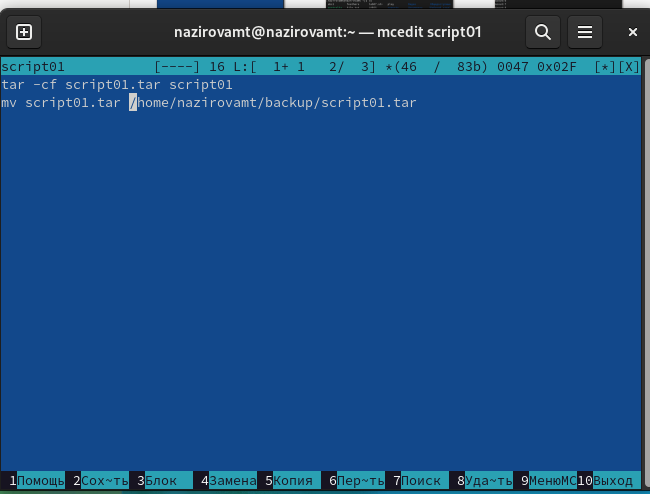 nazirovamt@nazirovamt:~ — mcedit script01
script01 [----] 16 L:[ 1+ 1 2/ 3] *(46 / 83b) 0047 0x02F [*][X]
tar -cf script01.tar script01
mv script01.tar /home/nazirovamt/backup/script01.tar
1Помощь 2Сох~ть 3Блок 4Замена 5Копия 6Пер~ть 7Поиск 8Уда~ть 9МенюMC 10Выход